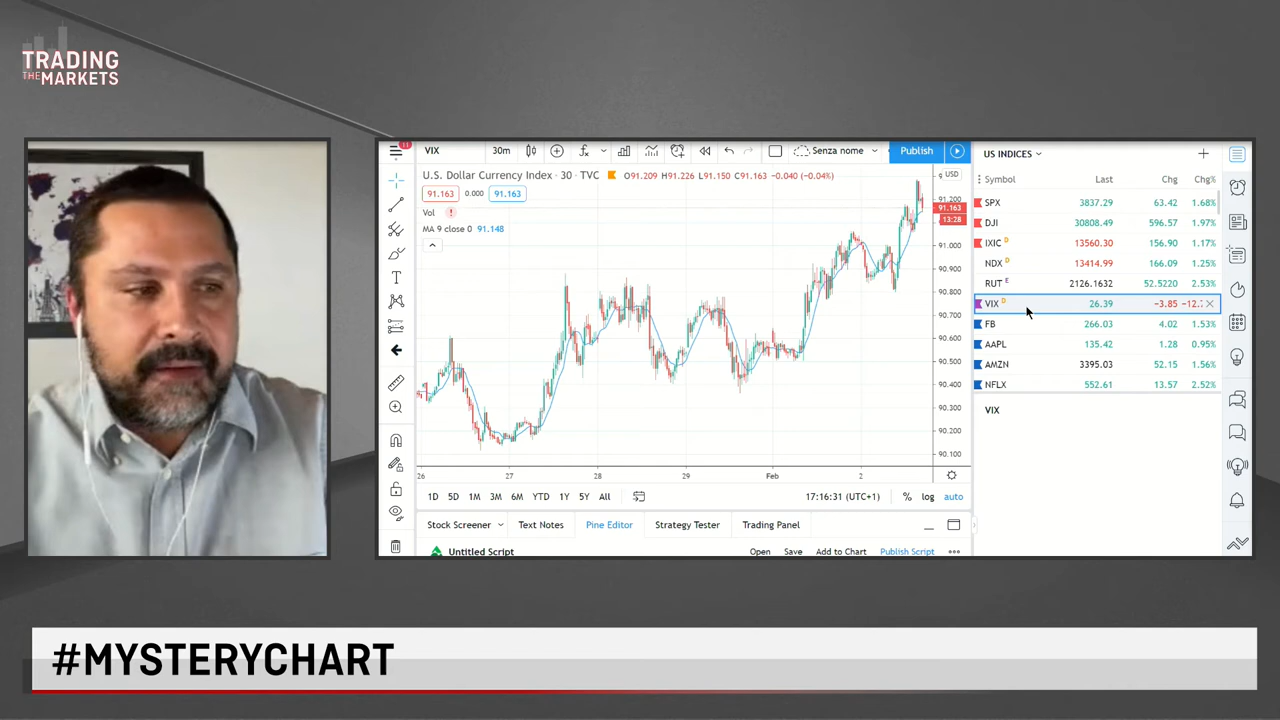 TRADING
THE MARKETS
11
VIX 30m Senza nome Publish
U.S. Dollar Currency Index · 30 · TVC O91.209 H91.226 L91.150 C91.163 −0.040 (−0.04%)
91.163 0.000 91.163
Vol
MA 9 close 0 91.148
USD
91.200
91.163
13:28
91.000
90.900
90.800
90.700
90.600
90.500
90.400
90.300
90.200
90.100
26 27 28 29 Feb 2
1D 5D 1M 3M 6M YTD 1Y 5Y All 17:16:31 (UTC+1) % log auto
Stock Screener Text Notes Pine Editor Strategy Tester Trading Panel
Untitled Script Open Save Add to Chart Publish Script
US INDICES
Symbol Last Chg Chg%
SPX 3837.29 63.42 1.68%
DJI 30808.49 596.57 1.97%
IXIC D 13560.30 156.90 1.17%
NDX D 13414.99 166.09 1.25%
RUT E 2126.1632 52.5220 2.53%
VIX D 26.39 −3.85
FB 266.03 4.02 1.53%
AAPL 135.42 1.28 0.95%
AMZN 3395.03 52.15 1.56%
NFLX 552.61 13.57 2.52%
VIX
#MYSTERYCHART